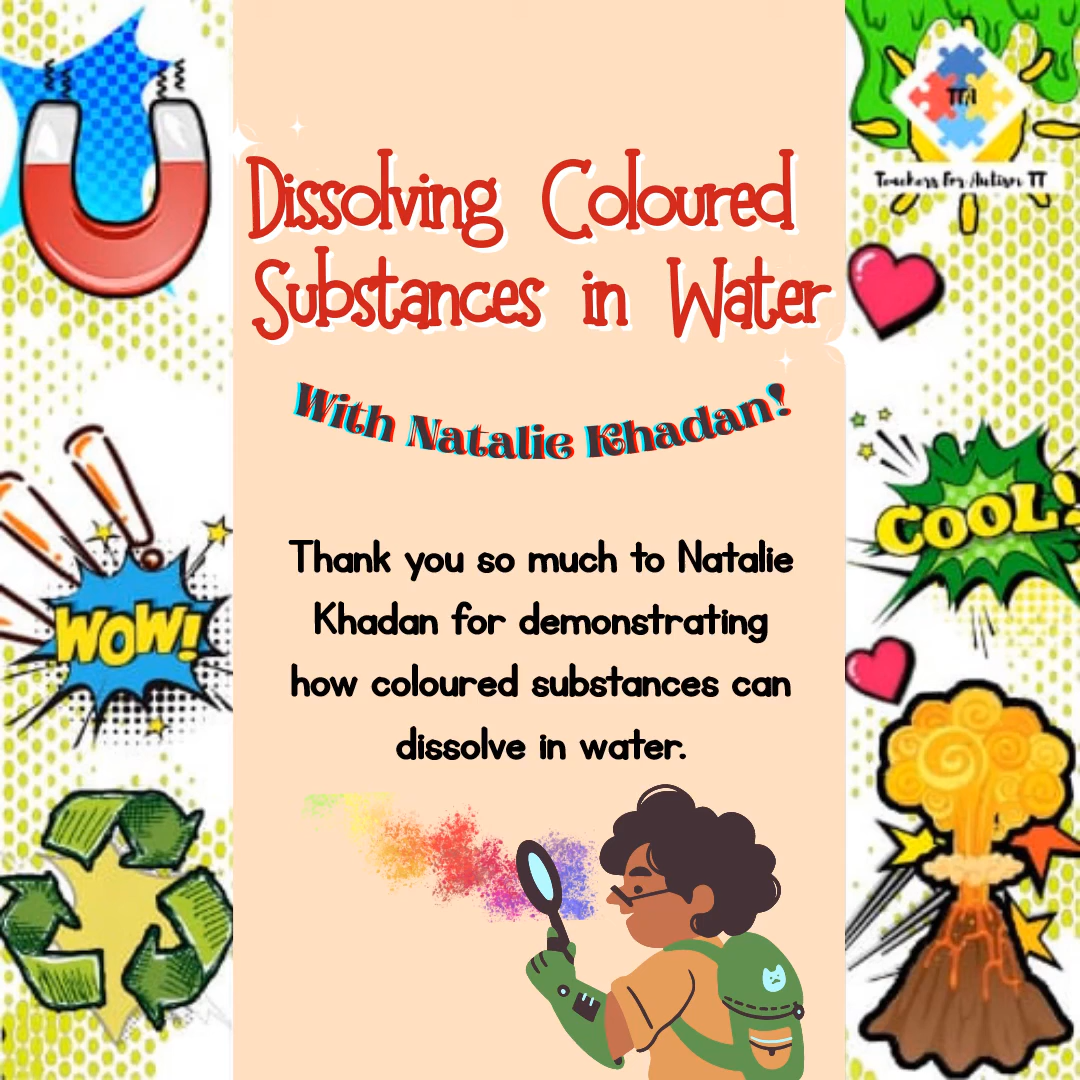 TTA
Teachers For Autism TT
Dissolving Coloured
Substances in Water
With Natalie Khadan!
Thank you so much to Natalie
Khadan for demonstrating
how coloured substances can
dissolve in water.
WOW!
COOL!